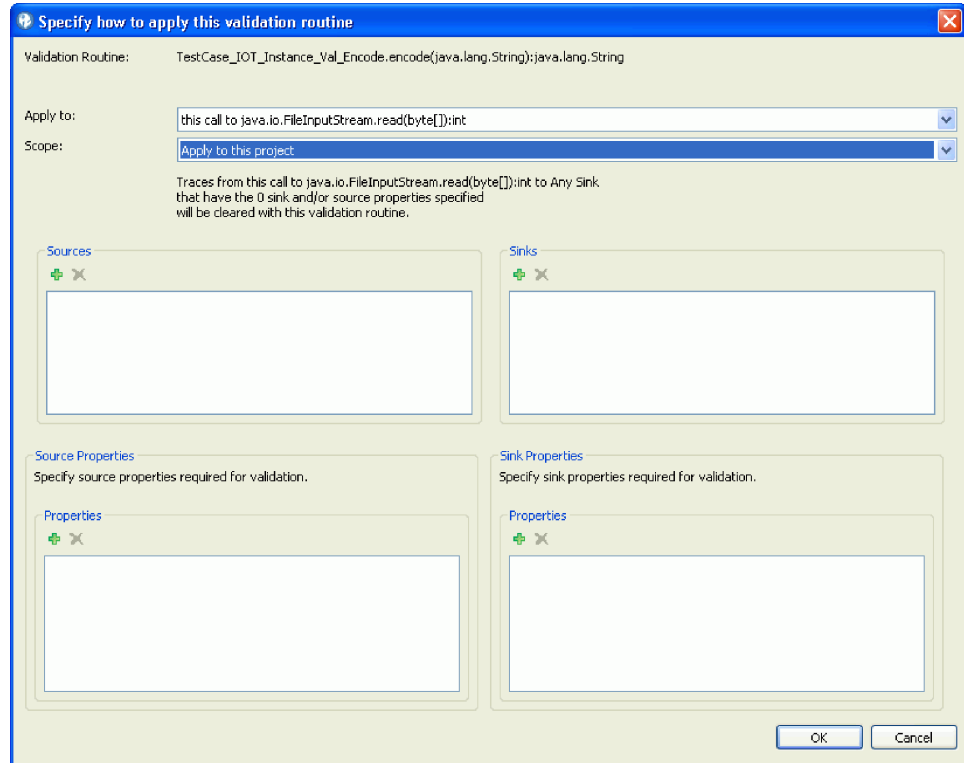 Specify how to apply this validation routine
Validation Routine: TestCase_IOT_Instance_Val_Encode.encode(java.lang.String):java.lang.String
Apply to: this call to java.io.FileInputStream.read(byte[]):int
Scope: Apply to this project
Traces from this call to java.io.FileInputStream.read(byte[]):int to Any Sink
that have the 0 sink and/or source properties specified
will be cleared with this validation routine.
Sources Sinks
Source Properties Sink Properties
Specify source properties required for validation. Specify sink properties required for validation.
Properties Properties
OK Cancel